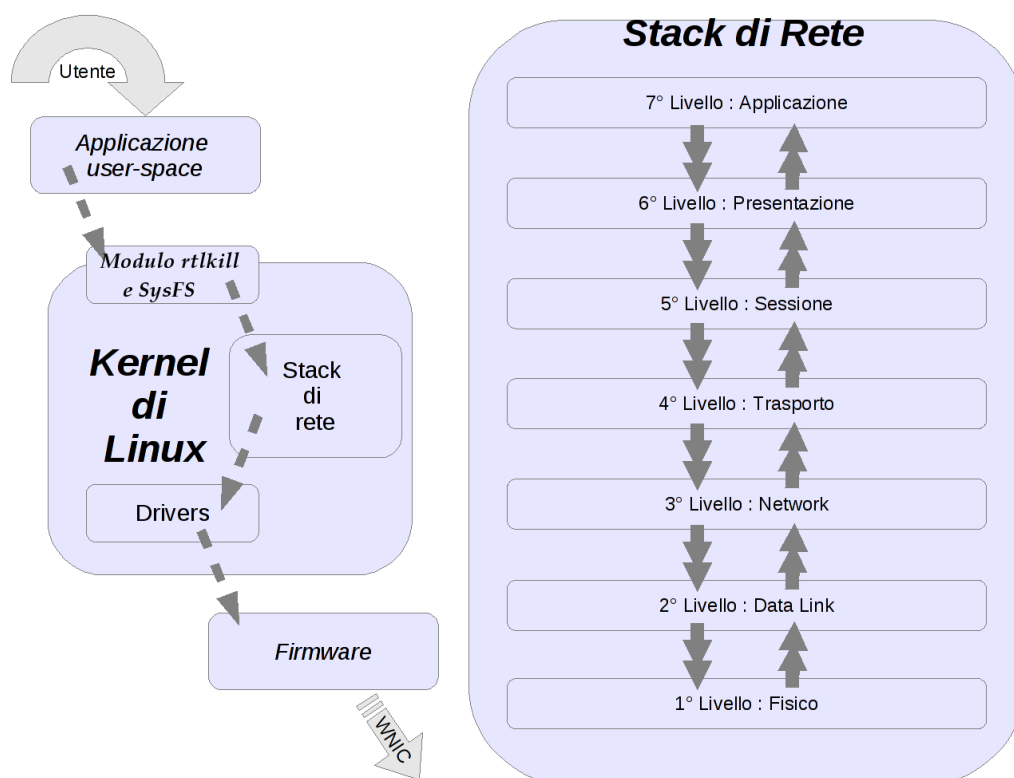 Utente
Applicazione
user-space
Modulo rtlkill
e SysFS
Kernel
di
Linux
Stack
di
rete
Drivers
Firmware
WNIC
Stack di Rete
7° Livello : Applicazione
6° Livello : Presentazione
5° Livello : Sessione
4° Livello : Trasporto
3° Livello : Network
2° Livello : Data Link
1° Livello : Fisico